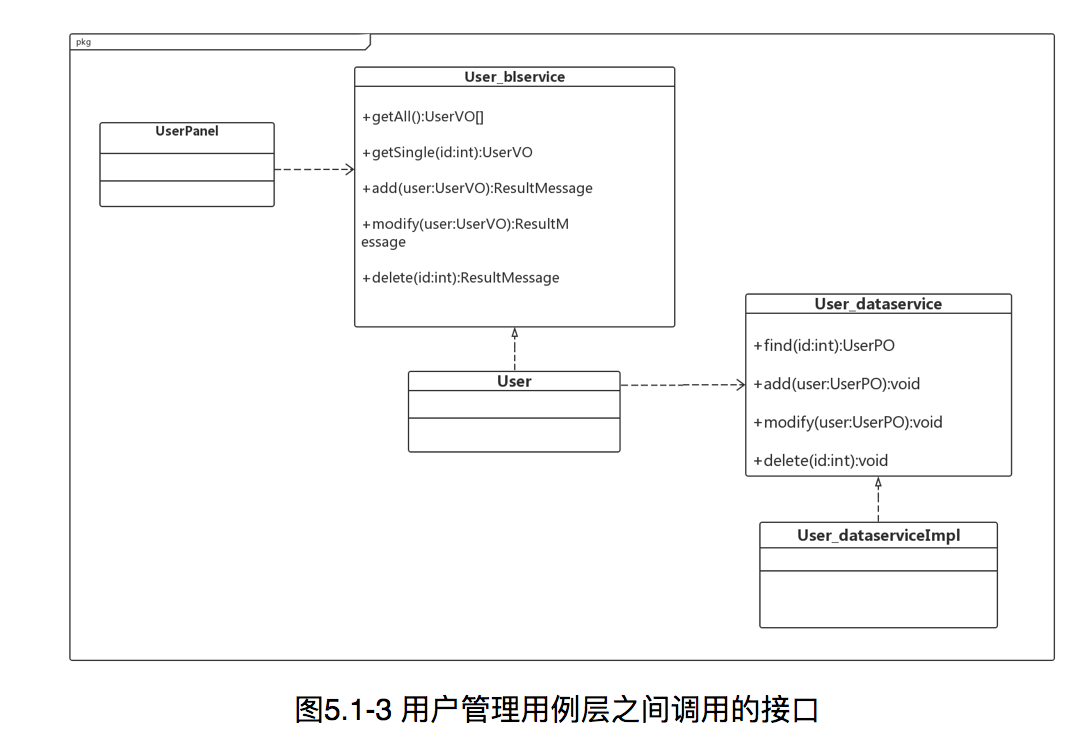 pkg
UserPanel
User_blservice
+getAll():UserVO[]
+getSingle(id:int):UserVO
+add(user:UserVO):ResultMessage
+modify(user:UserVO):ResultM
essage
+delete(id:int):ResultMessage
User
User_dataservice
+find(id:int):UserPO
+add(user:UserPO):void
+modify(user:UserPO):void
+delete(id:int):void
User_dataserviceImpl
图5.1-3 用户管理用例层之间调用的接口